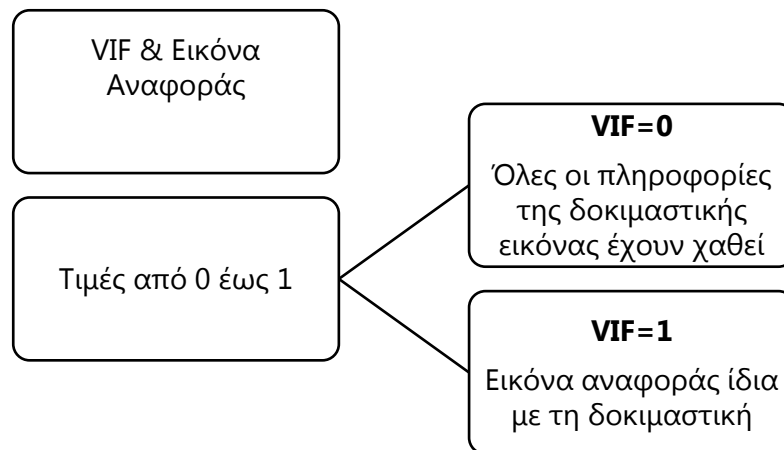 VIF & Εικόνα
Αναφοράς
Τιμές από 0 έως 1
VIF=0
Όλες οι πληροφορίες
της δοκιμαστικής
εικόνας έχουν χαθεί
VIF=1
Εικόνα αναφοράς ίδια
με τη δοκιμαστική